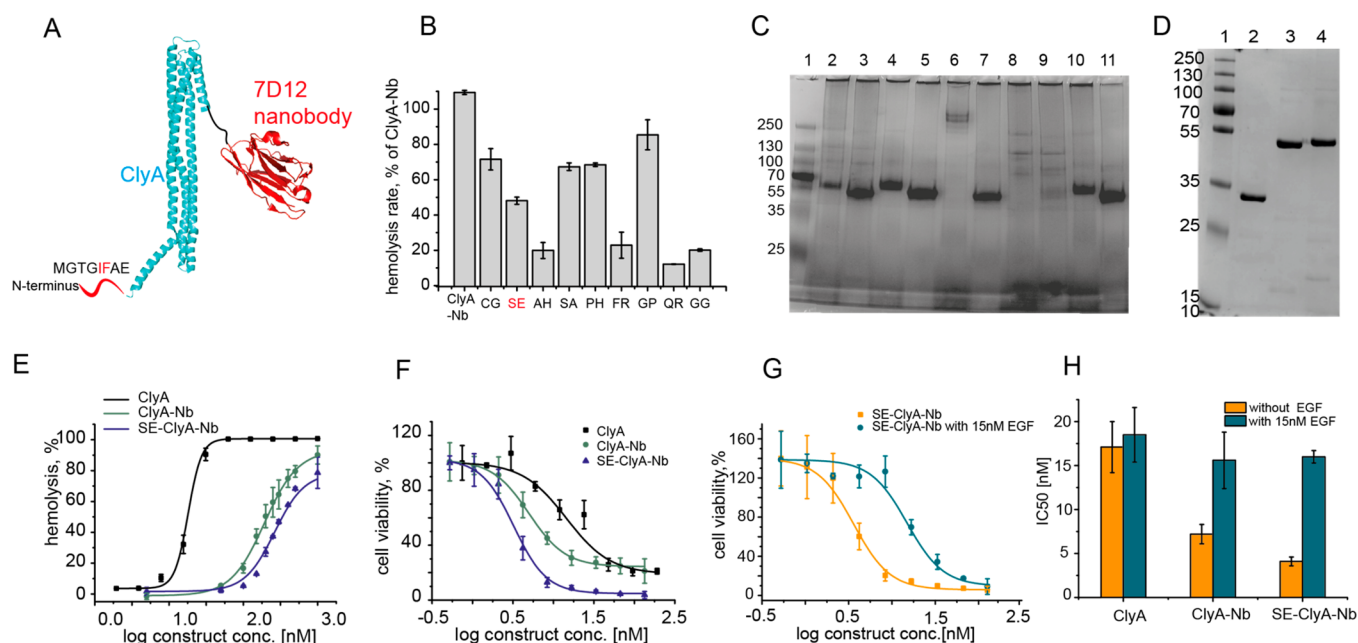 A
7D12
nanobody
ClyA
MGTGIFAE
N-terminus
B
hemolysis rate, % of ClyA-Nb
100
80
60
40
20
0
ClyA
-Nb
CG
SE
AH
SA
PH
FR
GP
QR
GG
C
1 2 3 4 5 6 7 8 9 10 11
250
130
100
70
55
35
25
D
1 2 3 4
250
130
100
70
55
35
25
15
10
E
ClyA
ClyA-Nb
SE-ClyA-Nb
hemolysis, %
100
80
60
40
20
0
0.0 1.0 2.0 3.0
log construct conc. [nM]
F
ClyA
ClyA-Nb
SE-ClyA-Nb
cell viability, %
120
100
80
60
40
20
0
-0.5 0.5 1.5 2.5
log construct conc. [nM]
G
SE-ClyA-Nb
SE-ClyA-Nb with 15nM EGF
cell viability, %
160
140
120
100
80
60
40
20
0
-0.5 0.5 1.5 2.5
log construct conc.[nM]
H
without EGF
with 15nM EGF
IC50 [nM]
20
15
10
5
0
ClyA
ClyA-Nb
SE-ClyA-Nb